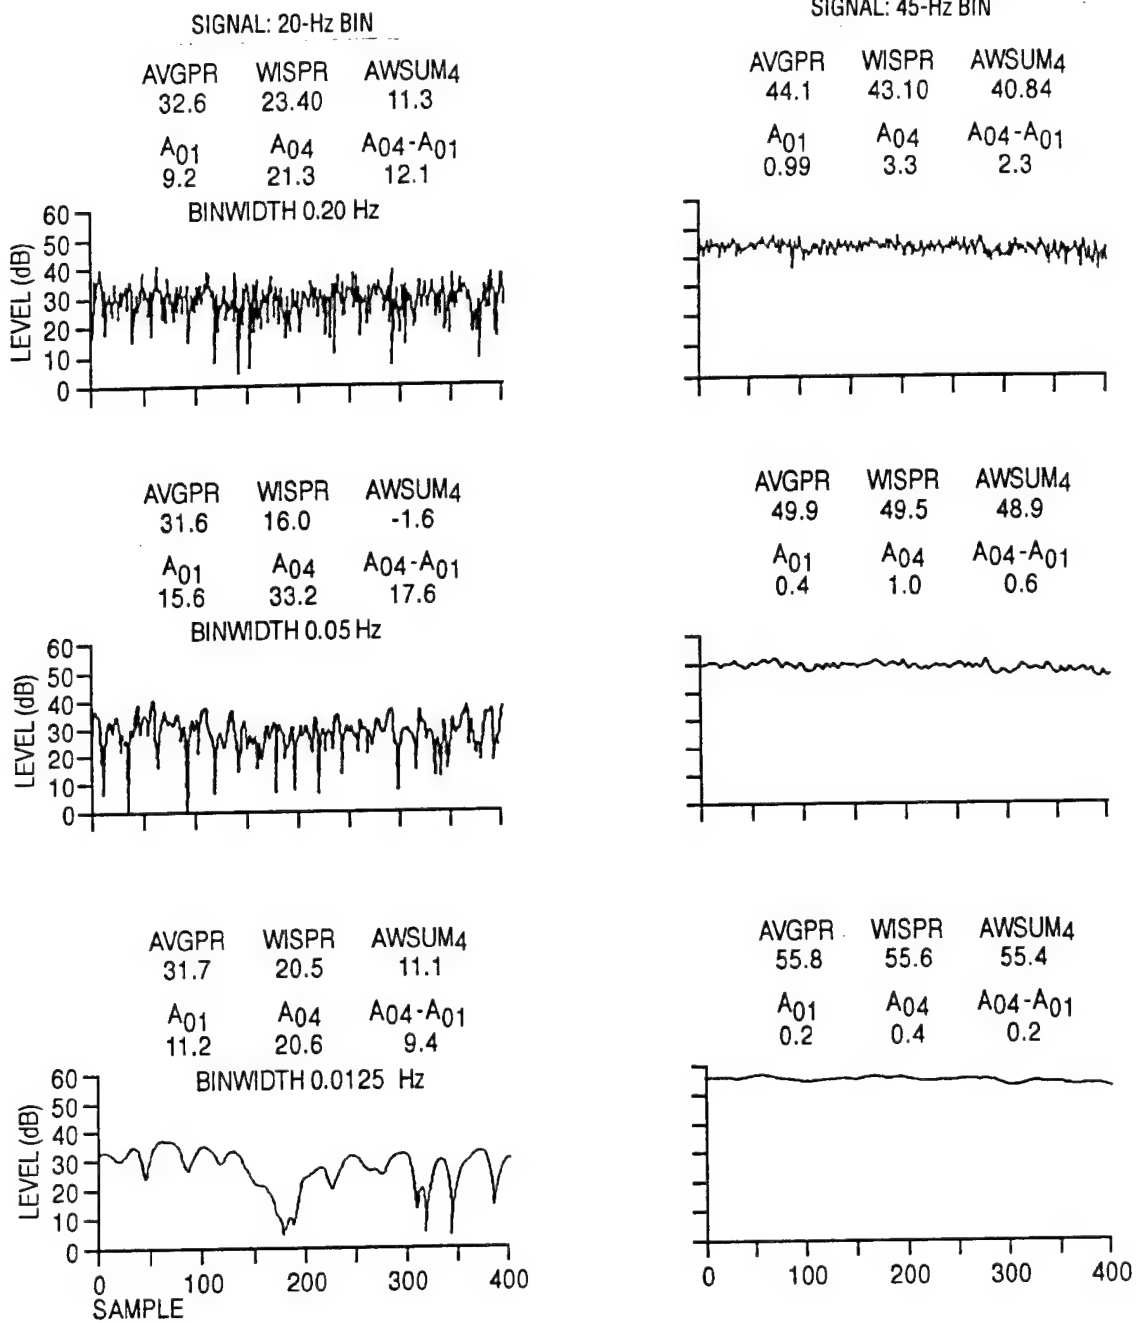 SIGNAL: 20-Hz BIN
AVGPR WISPR AWSUM4
32.6 23.40 11.3
A01 A04 A04-A01
9.2 21.3 12.1
BINWIDTH 0.20 Hz
60
50
40
30
20
10
0
LEVEL (dB)
SIGNAL: 45-Hz BIN
AVGPR WISPR AWSUM4
44.1 43.10 40.84
A01 A04 A04-A01
0.99 3.3 2.3
AVGPR WISPR AWSUM4
31.6 16.0 -1.6
A01 A04 A04-A01
15.6 33.2 17.6
BINWIDTH 0.05 Hz
60
50
40
30
20
10
0
LEVEL (dB)
AVGPR WISPR AWSUM4
49.9 49.5 48.9
A01 A04 A04-A01
0.4 1.0 0.6
AVGPR WISPR AWSUM4
31.7 20.5 11.1
A01 A04 A04-A01
11.2 20.6 9.4
BINWIDTH 0.0125 Hz
60
50
40
30
20
10
0
LEVEL (dB)
0 100 200 300 400
SAMPLE
AVGPR WISPR AWSUM4
55.8 55.6 55.4
A01 A04 A04-A01
0.2 0.4 0.2
0 100 200 300 400